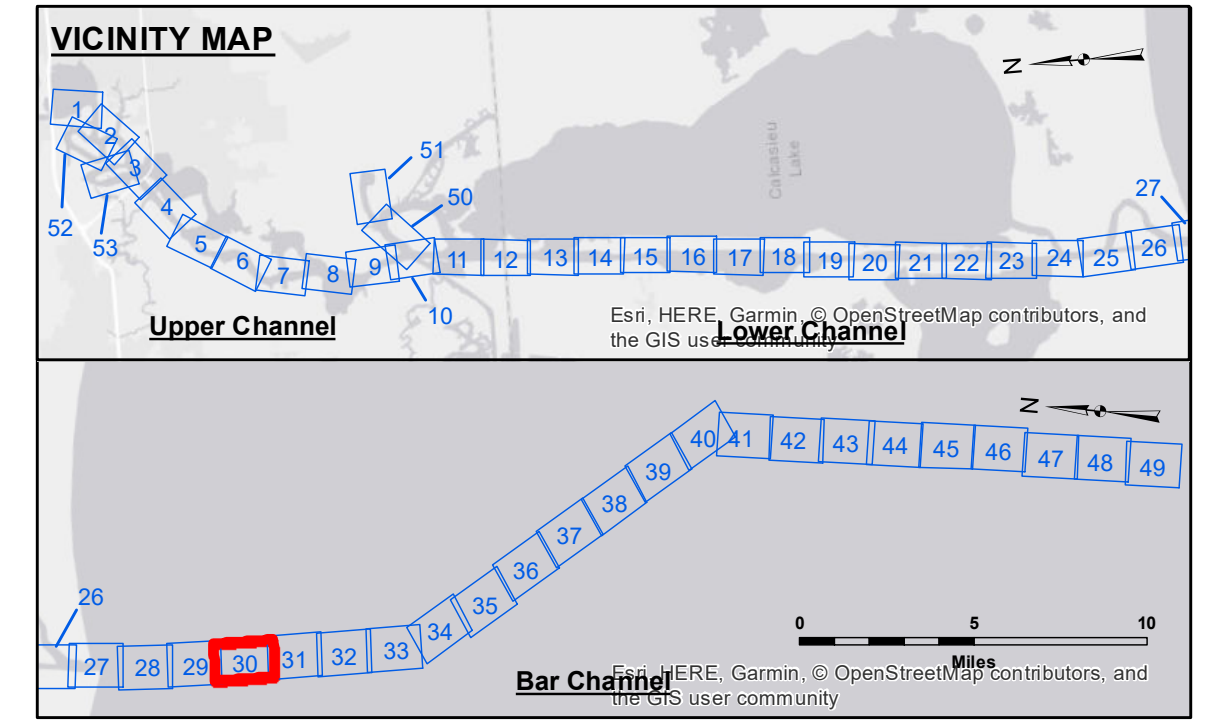 VICINITY MAP
N
1
2
3
52
53
4
5
6
7
8
9
10
51
50
11 12 13 14 15 16 17 18 19 20 21 22 23 24 25 26
27
Calcasieu
Lake
Upper Channel
Lower Channel
Esri, HERE, Garmin, © OpenStreetMap contributors, and
the GIS user community
N
26
27 28 29 30 31 32 33 34 35 36 37 38 39 40 41 42 43 44 45 46 47 48 49
0 5 10
Miles
Bar Channel
Esri, HERE, Garmin, © OpenStreetMap contributors, and
the GIS user community